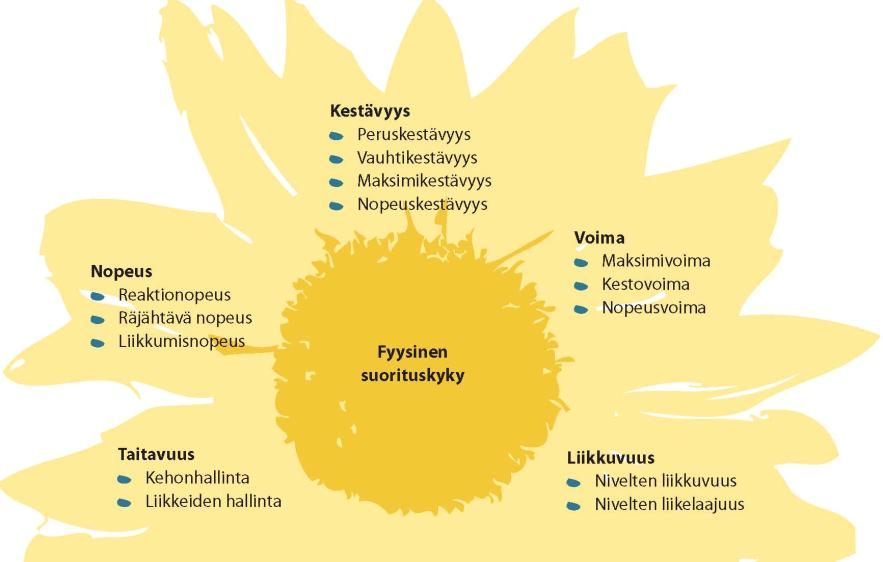 Kestävyys
Peruskestävyys
Vauhtikestävyys
Maksimikestävyys
Nopeuskestävyys
Voima
Maksimivoima
Kestovoima
Nopeusvoima
Nopeus
Reaktionopeus
Räjähtävä nopeus
Liikkumisnopeus
Fyysinen
suorituskyky
Taitavuus
Kehonhallinta
Liikkeiden hallinta
Liikkuvuus
Nivelten liikkuvuus
Nivelten liikelaajuus